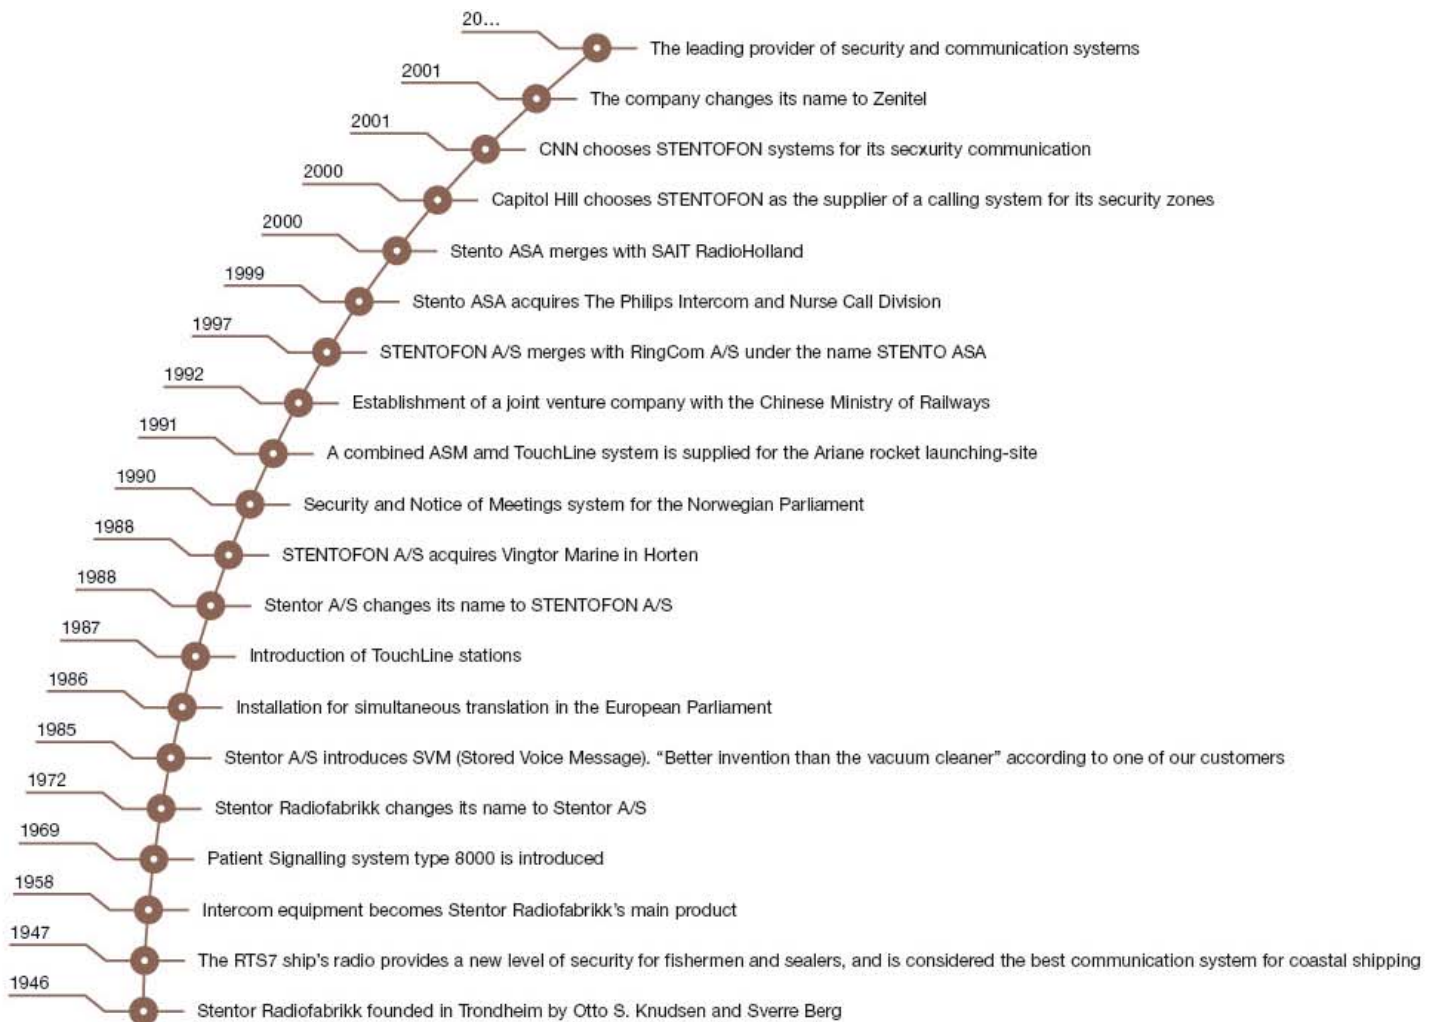 20...
The leading provider of security and communication systems
2001
The company changes its name to Zenitel
2001
CNN chooses STENTOFON systems for its secxurity communication
2000
Capitol Hill chooses STENTOFON as the supplier of a calling system for its security zones
2000
Stento ASA merges with SAIT RadioHolland
1999
Stento ASA acquires The Philips Intercom and Nurse Call Division
1997
STENTOFON A/S merges with RingCom A/S under the name STENTO ASA
1992
Establishment of a joint venture company with the Chinese Ministry of Railways
1991
A combined ASM amd TouchLine system is supplied for the Ariane rocket launching-site
1990
Security and Notice of Meetings system for the Norwegian Parliament
1988
STENTOFON A/S acquires Vingtor Marine in Horten
1988
Stentor A/S changes its name to STENTOFON A/S
1987
Introduction of TouchLine stations
1986
Installation for simultaneous translation in the European Parliament
1985
Stentor A/S introduces SVM (Stored Voice Message). “Better invention than the vacuum cleaner” according to one of our customers
1972
Stentor Radiofabrikk changes its name to Stentor A/S
1969
Patient Signalling system type 8000 is introduced
1958
Intercom equipment becomes Stentor Radiofabrikk’s main product
1947
The RTS7 ship’s radio provides a new level of security for fishermen and sealers, and is considered the best communication system for coastal shipping
1946
Stentor Radiofabrikk founded in Trondheim by Otto S. Knudsen and Sverre Berg